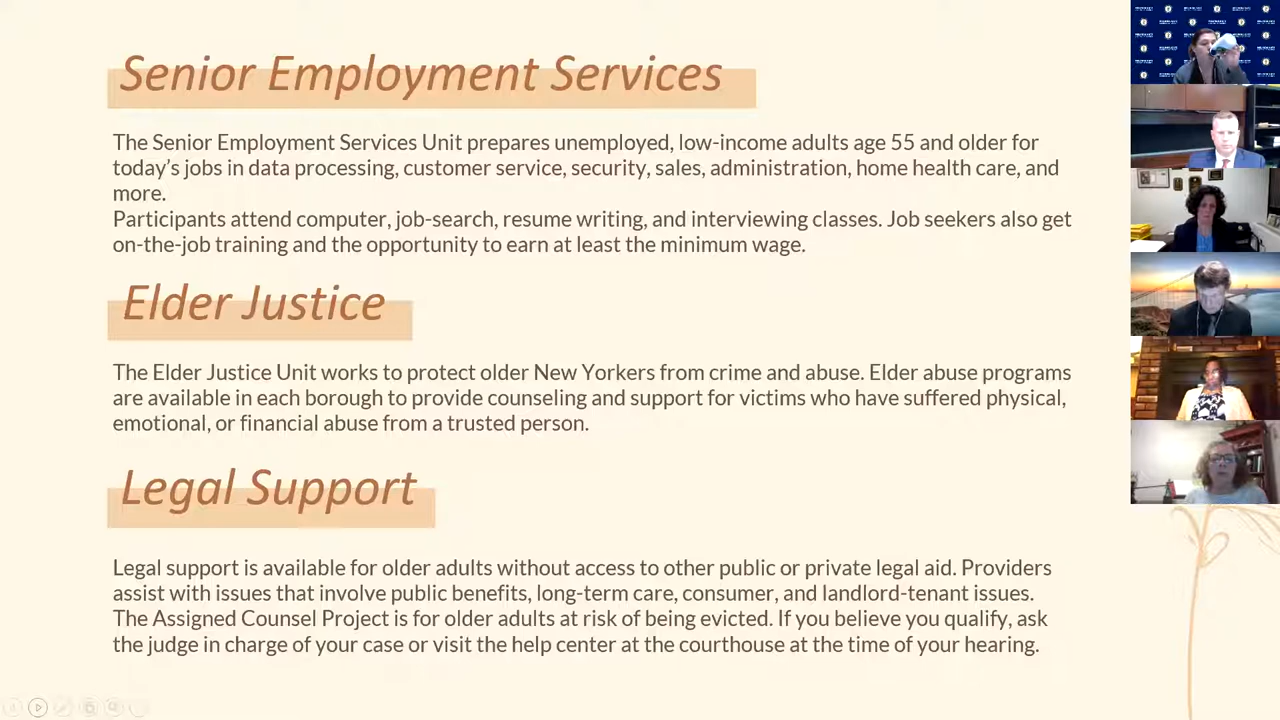 Senior Employment Services
The Senior Employment Services Unit prepares unemployed, low-income adults age 55 and older for
today’s jobs in data processing, customer service, security, sales, administration, home health care, and
more.
Participants attend computer, job-search, resume writing, and interviewing classes. Job seekers also get
on-the-job training and the opportunity to earn at least the minimum wage.
Elder Justice
The Elder Justice Unit works to protect older New Yorkers from crime and abuse. Elder abuse programs
are available in each borough to provide counseling and support for victims who have suffered physical,
emotional, or financial abuse from a trusted person.
Legal Support
Legal support is available for older adults without access to other public or private legal aid. Providers
assist with issues that involve public benefits, long-term care, consumer, and landlord-tenant issues.
The Assigned Counsel Project is for older adults at risk of being evicted. If you believe you qualify, ask
the judge in charge of your case or visit the help center at the courthouse at the time of your hearing.